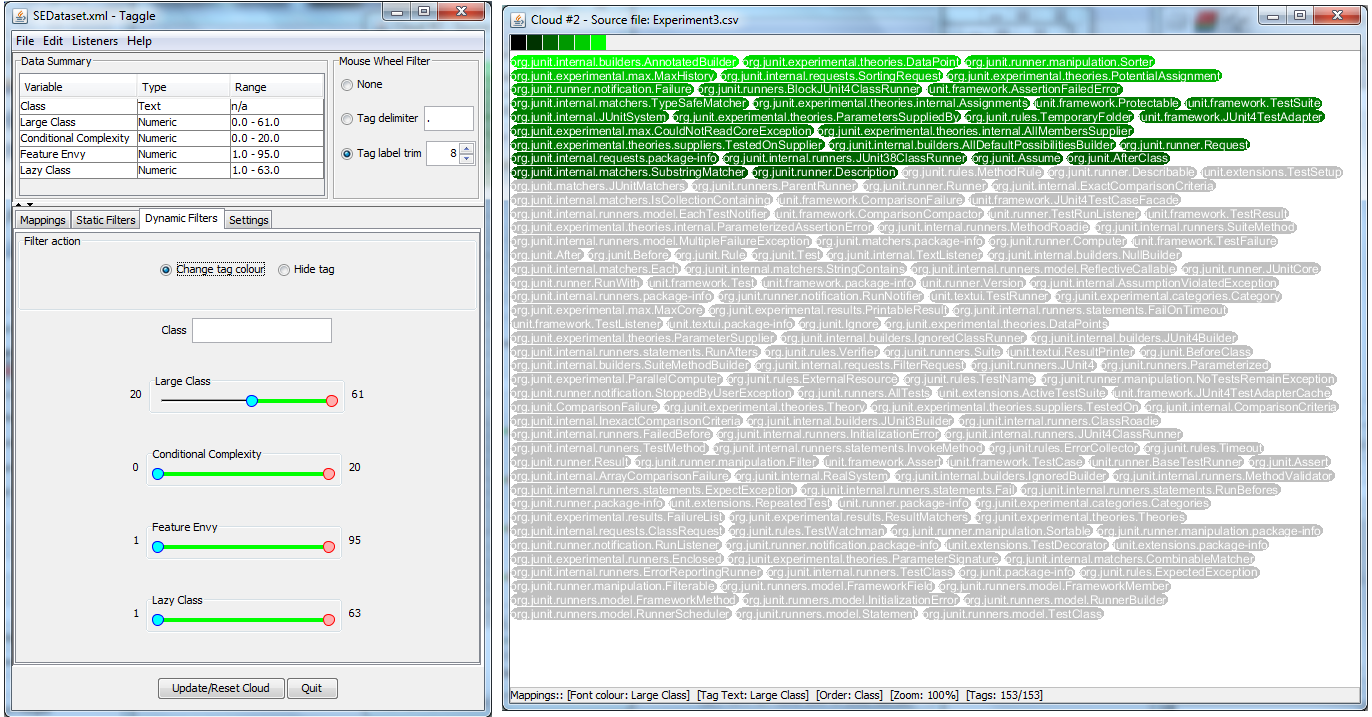 SEDataset.xml - Taggle
File Edit Listeners Help
Data Summary
Variable Type Range
Class Text n/a
Large Class Numeric 0.0 - 61.0
Conditional Complexity Numeric 0.0 - 20.0
Feature Envy Numeric 1.0 - 95.0
Lazy Class Numeric 1.0 - 63.0
Mouse Wheel Filter
None
Tag delimiter .
Tag label trim 8
Mappings Static Filters Dynamic Filters Settings
Filter action
Change tag colour Hide tag
Class
Large Class
20 61
Conditional Complexity
0 20
Feature Envy
1 95
Lazy Class
1 63
Update/Reset Cloud Quit
Cloud #2 - Source file: Experiment3.csv
org.junit.internal.builders.AnnotatedBuilder org.junit.experimental.theories.DataPoint org.junit.runner.manipulation.Sorter
org.junit.experimental.max.MaxHistory org.junit.internal.requests.SortingRequest org.junit.experimental.theories.PotentialAssignment
org.junit.runner.notification.Failure org.junit.runners.BlockJUnit4ClassRunner junit.framework.AssertionFailedError
org.junit.internal.matchers.TypeSafeMatcher org.junit.experimental.theories.internal.Assignments junit.framework.Protectable junit.framework.TestSuite
org.junit.internal.JUnitSystem org.junit.experimental.theories.ParametersSuppliedBy org.junit.rules.TemporaryFolder junit.framework.JUnit4TestAdapter
org.junit.experimental.max.CouldNotReadCoreException org.junit.experimental.theories.internal.AllMembersSupplier
org.junit.experimental.theories.suppliers.TestedOnSupplier org.junit.internal.builders.AllDefaultPossibilitiesBuilder org.junit.runner.Request
org.junit.internal.requests.package-info org.junit.internal.runners.JUnit38ClassRunner org.junit.Assume org.junit.AfterClass
org.junit.internal.matchers.SubstringMatcher org.junit.runner.Description org.junit.rules.MethodRule org.junit.runner.Describable junit.extensions.TestSetup
org.junit.matchers.JUnitMatchers org.junit.runners.ParentRunner org.junit.runner.Runner org.junit.internal.ExactComparisonCriteria
org.junit.internal.matchers.IsCollectionContaining junit.framework.ComparisonFailure junit.framework.JUnit4TestCaseFacade
org.junit.internal.runners.model.EachTestNotifier junit.framework.ComparisonCompactor junit.runner.TestRunListener junit.framework.TestResult
org.junit.experimental.theories.internal.ParameterizedAssertionError org.junit.internal.runners.MethodRoadie org.junit.internal.runners.SuiteMethod
org.junit.internal.runners.model.MultipleFailureException org.junit.matchers.package-info org.junit.runner.Computer junit.framework.TestFailure
org.junit.After org.junit.Before org.junit.Rule org.junit.Test org.junit.internal.TextListener org.junit.internal.builders.NullBuilder
org.junit.internal.matchers.Each org.junit.internal.matchers.StringContains org.junit.internal.runners.model.ReflectiveCallable org.junit.runner.JUnitCore
org.junit.runner.RunWith junit.framework.Test junit.framework.package-info junit.runner.Version org.junit.internal.AssumptionViolatedException
org.junit.internal.runners.package-info org.junit.runner.notification.RunNotifier junit.textui.TestRunner org.junit.experimental.categories.Category
org.junit.experimental.max.MaxCore org.junit.experimental.results.PrintableResult org.junit.internal.runners.statements.FailOnTimeout
junit.framework.TestListener junit.textui.package-info org.junit.Ignore org.junit.experimental.theories.DataPoints
org.junit.experimental.theories.ParameterSupplier org.junit.internal.builders.IgnoredClassRunner org.junit.internal.builders.JUnit4Builder
org.junit.internal.runners.statements.RunAfters org.junit.rules.Verifier org.junit.runners.Suite junit.textui.ResultPrinter org.junit.BeforeClass
org.junit.internal.builders.SuiteMethodBuilder org.junit.internal.requests.FilterRequest org.junit.runners.JUnit4 org.junit.runners.Parameterized
org.junit.experimental.ParallelComputer org.junit.rules.ExternalResource org.junit.rules.TestName org.junit.runner.manipulation.NoTestsRemainException
org.junit.runner.notification.StoppedByUserException org.junit.runners.AllTests junit.extensions.ActiveTestSuite junit.framework.JUnit4TestAdapterCache
org.junit.ComparisonFailure org.junit.experimental.theories.Theory org.junit.experimental.theories.suppliers.TestedOn org.junit.internal.ComparisonCriteria
org.junit.internal.InexactComparisonCriteria org.junit.internal.builders.JUnit3Builder org.junit.internal.runners.ClassRoadie
org.junit.internal.runners.FailedBefore org.junit.internal.runners.InitializationError org.junit.internal.runners.JUnit4ClassRunner
org.junit.internal.runners.TestMethod org.junit.internal.runners.statements.InvokeMethod org.junit.rules.ErrorCollector org.junit.rules.Timeout
org.junit.runner.Result org.junit.runner.manipulation.Filter junit.framework.Assert junit.framework.TestCase junit.runner.BaseTestRunner org.junit.Assert
org.junit.internal.ArrayComparisonFailure org.junit.internal.RealSystem org.junit.internal.builders.IgnoredBuilder org.junit.internal.runners.MethodValidator
org.junit.internal.runners.statements.ExpectException org.junit.internal.runners.statements.Fail org.junit.internal.runners.statements.RunBefores
org.junit.runner.package-info junit.extensions.RepeatedTest junit.runner.package-info org.junit.experimental.categories.Categories
org.junit.experimental.results.FailureList org.junit.experimental.results.ResultMatchers org.junit.experimental.theories.Theories
org.junit.internal.requests.ClassRequest org.junit.rules.TestWatchman org.junit.runner.manipulation.Sortable org.junit.runner.manipulation.package-info
org.junit.runner.notification.RunListener org.junit.runner.notification.package-info junit.extensions.TestDecorator junit.extensions.package-info
org.junit.experimental.runners.Enclosed org.junit.experimental.theories.ParameterSignature org.junit.internal.matchers.CombinableMatcher
org.junit.internal.runners.ErrorReportingRunner org.junit.internal.runners.TestClass org.junit.package-info org.junit.rules.ExpectedException
org.junit.runner.manipulation.Filterable org.junit.runners.model.FrameworkField org.junit.runners.model.FrameworkMember
org.junit.runners.model.FrameworkMethod org.junit.runners.model.InitializationError org.junit.runners.model.RunnerBuilder
org.junit.runners.model.RunnerScheduler org.junit.runners.model.Statement org.junit.runners.model.TestClass
Mappings:: [Font colour: Large Class] [Tag Text: Large Class] [Order: Class] [Zoom: 100%] [Tags: 153/153]